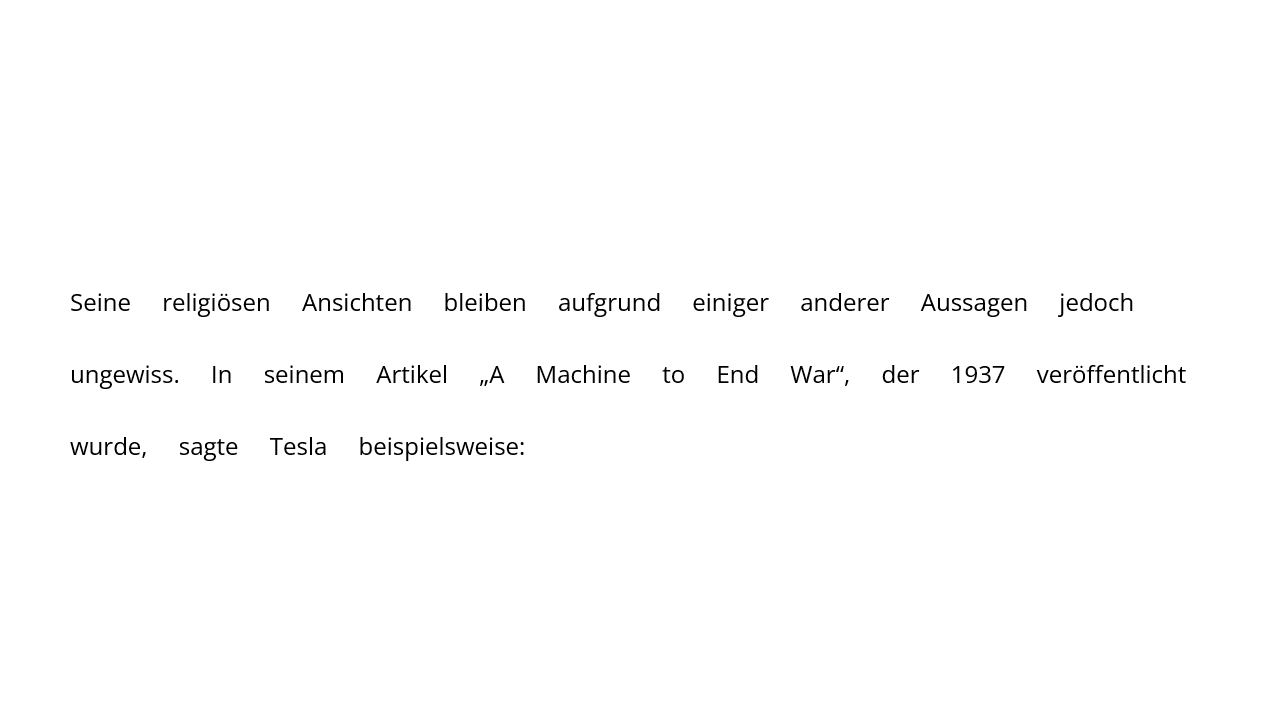 Seine religiösen Ansichten bleiben aufgrund einiger anderer Aussagen jedoch
ungewiss. In seinem Artikel „A Machine to End War“, der 1937 veröffentlicht
wurde, sagte Tesla beispielsweise: